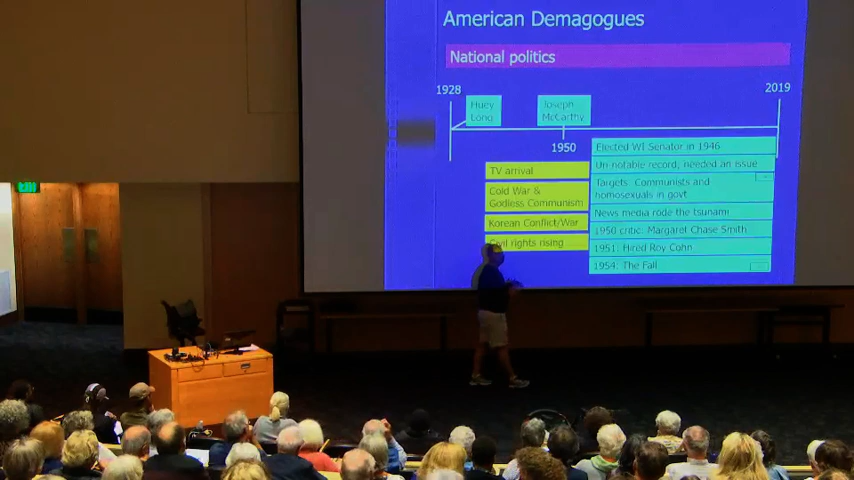 American Demagogues
National politics
1928
2019
Huey
Long
Joseph
McCarthy
1950
TV arrival
Cold War &
Godless Communism
Korean Conflict/War
Civil rights rising
Elected WI Senator in 1946
Un-notable record, needed an issue
Targets: Communists and
homosexuals in govt
News media rode the tsunami
1950 critic: Margaret Chase Smith
1951: Hired Roy Cohn
1954: The Fall
EXIT